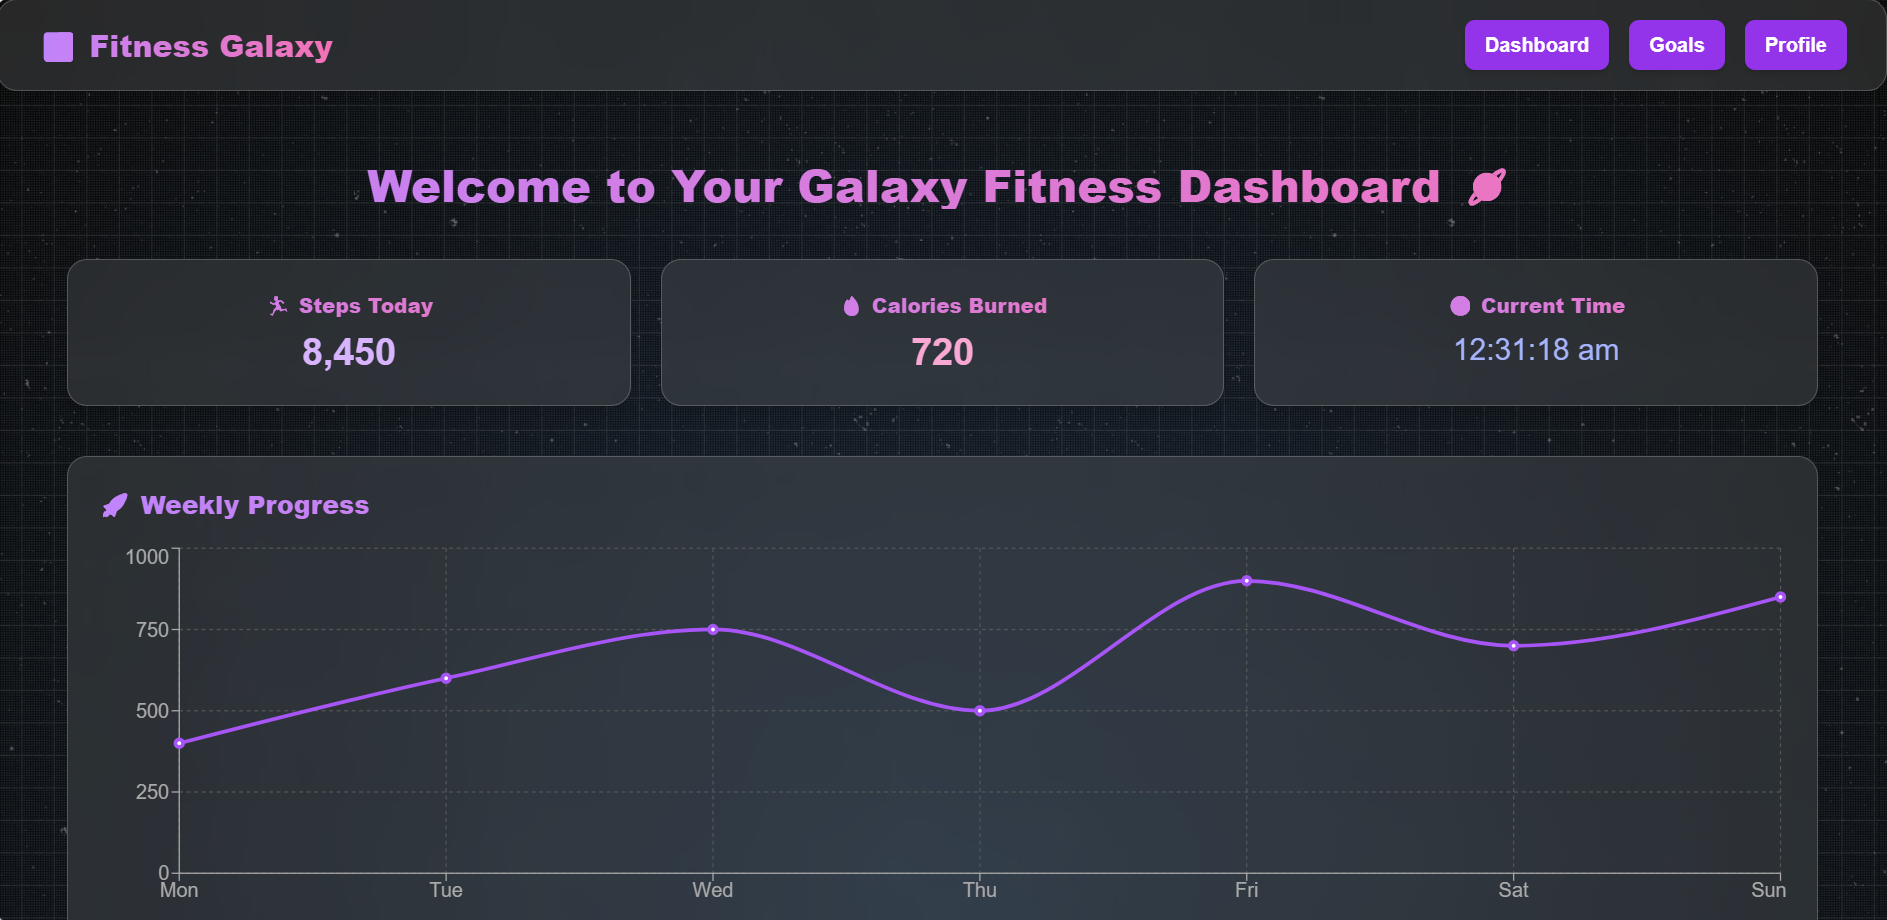 Fitness Galaxy
Dashboard
Goals
Profile
Welcome to Your Galaxy Fitness Dashboard
Steps Today
8,450
Calories Burned
720
Current Time
12:31:18 am
Weekly Progress
1000
750
500
250
0
Mon Tue Wed Thu Fri Sat Sun